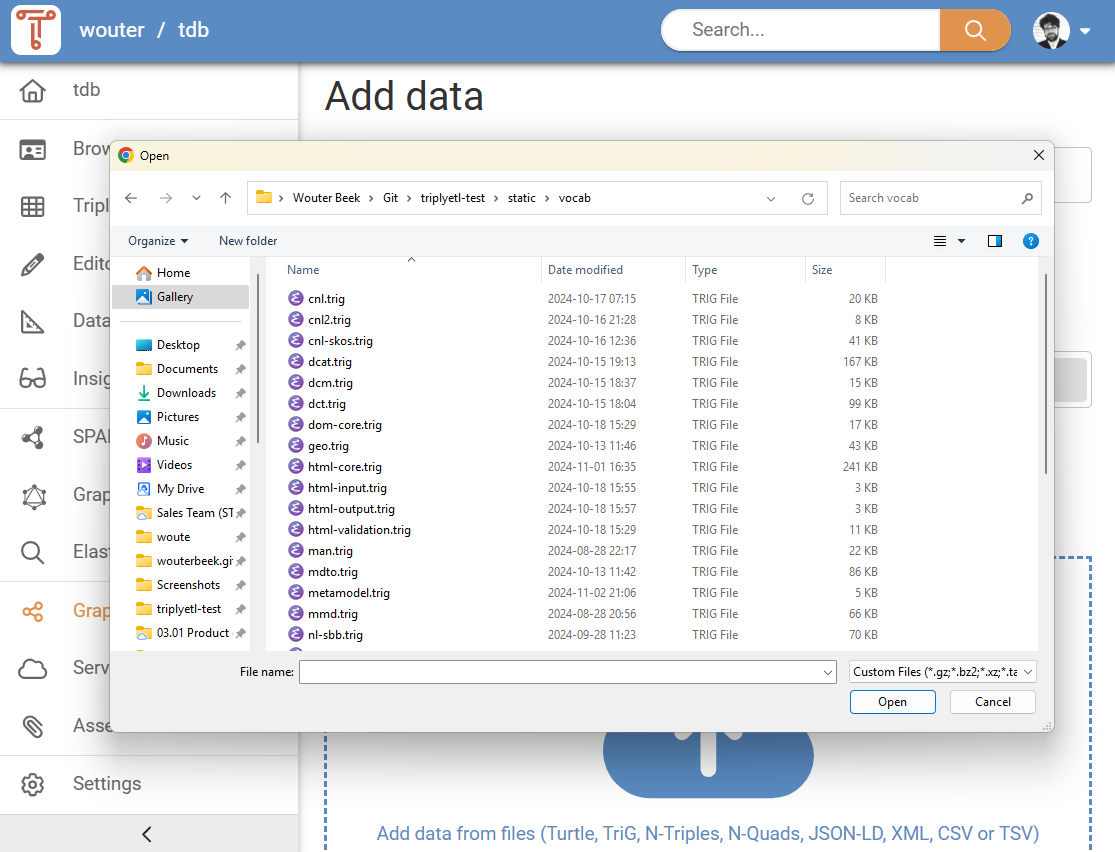 wouter / tdb
Search...
tdb
Add data
Brow
Tripl
Edito
Data
Insig
SPAR
Grap
Elast
Grap
Serv
Asse
Settings
Open
Wouter Beek > Git > triplyetl-test > static > vocab
Search vocab
Organize
New folder
?
Home
Gallery
Desktop
Documents
Downloads
Pictures
Music
Videos
My Drive
Sales Team (ST
woute
wouterbeek.gi
Screenshots
triplyetl-test
03.01 Product
Name Date modified Type Size
cnl.trig 2024-10-17 07:15 TRIG File 20 KB
cnl2.trig 2024-10-16 21:28 TRIG File 8 KB
cnl-skos.trig 2024-10-16 12:36 TRIG File 41 KB
dcat.trig 2024-10-15 19:13 TRIG File 167 KB
dcm.trig 2024-10-15 18:37 TRIG File 15 KB
dct.trig 2024-10-15 18:04 TRIG File 99 KB
dom-core.trig 2024-10-18 15:29 TRIG File 17 KB
geo.trig 2024-10-13 11:46 TRIG File 43 KB
html-core.trig 2024-11-01 16:35 TRIG File 241 KB
html-input.trig 2024-10-18 15:55 TRIG File 3 KB
html-output.trig 2024-10-18 15:57 TRIG File 3 KB
html-validation.trig 2024-10-18 15:29 TRIG File 11 KB
man.trig 2024-08-28 22:17 TRIG File 22 KB
mdto.trig 2024-10-13 11:42 TRIG File 86 KB
metamodel.trig 2024-11-02 21:06 TRIG File 5 KB
mmd.trig 2024-08-28 20:56 TRIG File 66 KB
nl-sbb.trig 2024-09-28 11:23 TRIG File 70 KB
File name:
Custom Files (*.gz;*.bz2;*.xz;*.ta
Open
Cancel
Add data from files (Turtle, TriG, N-Triples, N-Quads, JSON-LD, XML, CSV or TSV)